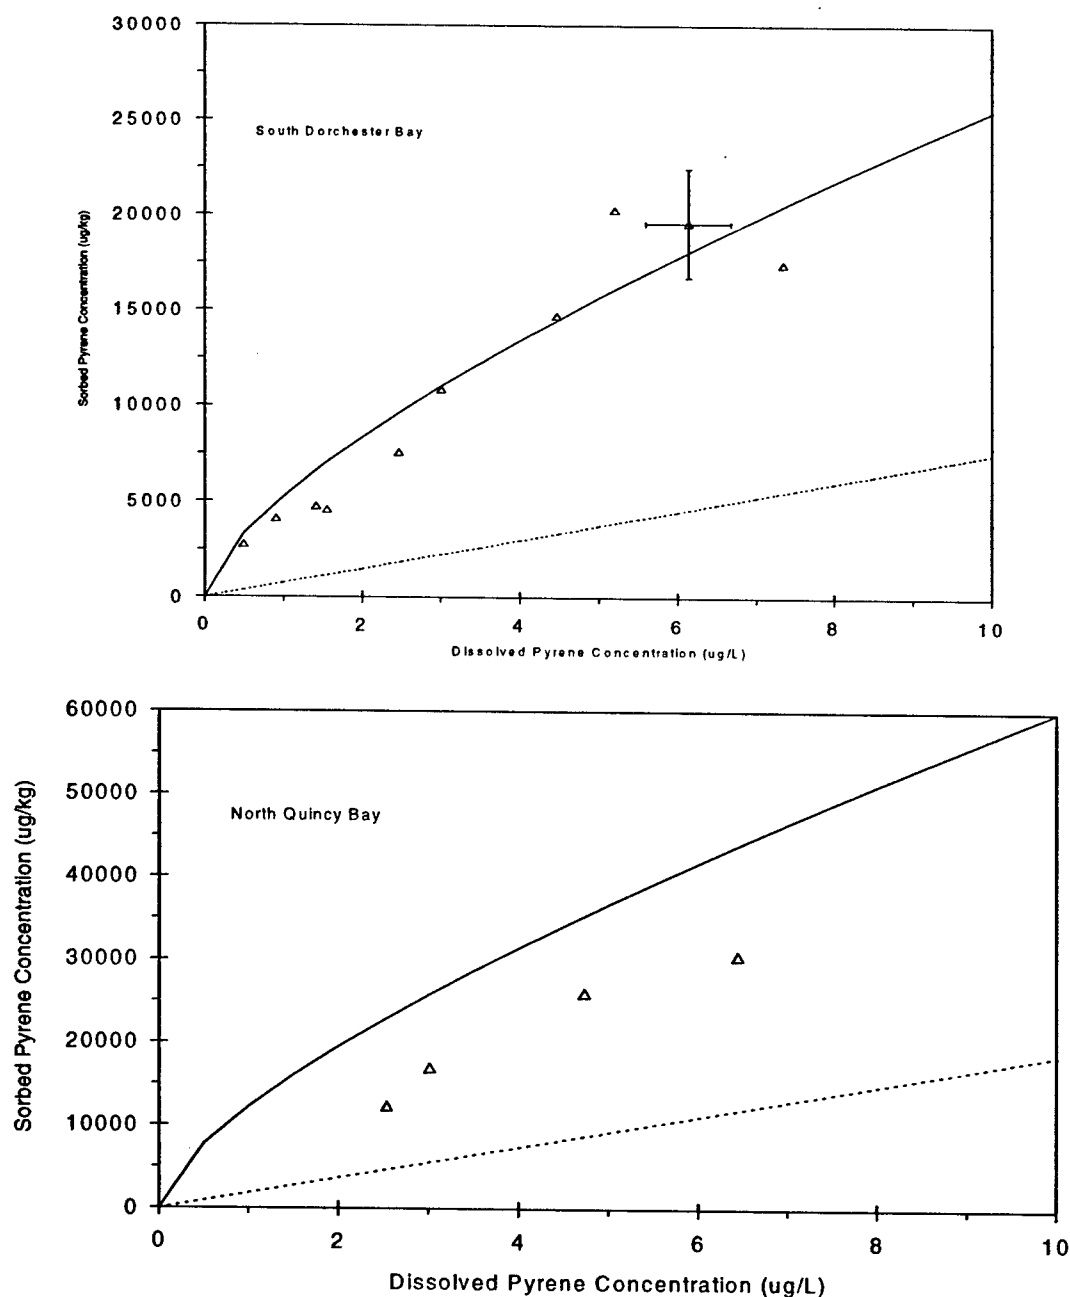 30000
25000
20000
15000
10000
5000
0
Sorbed Pyrene Concentration (ug/kg)
South Dorchester Bay
0 2 4 6 8 10
Dissolved Pyrene Concentration (ug/L)
60000
50000
40000
30000
20000
10000
0
Sorbed Pyrene Concentration (ug/kg)
North Quincy Bay
0 2 4 6 8 10
Dissolved Pyrene Concentration (ug/L)